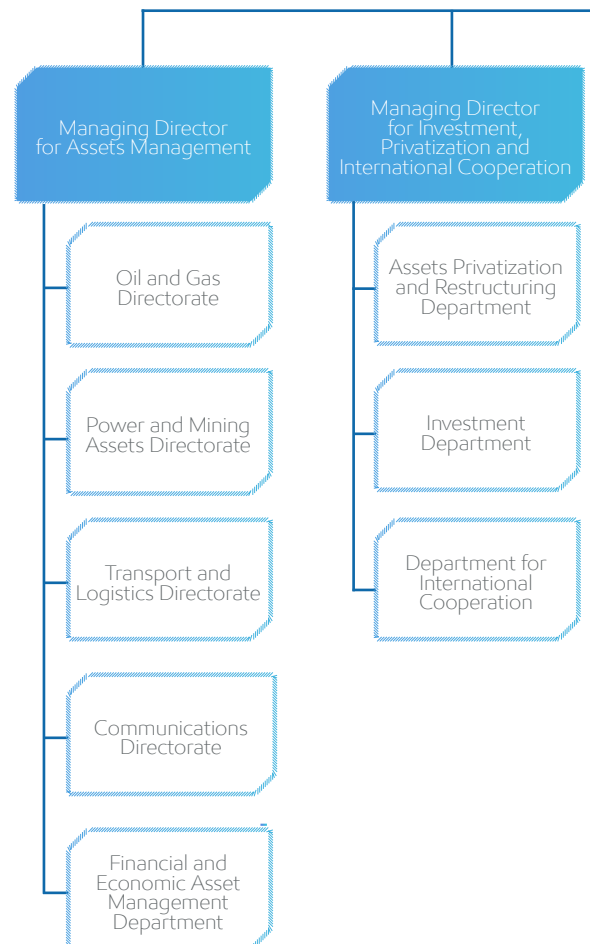 Managing Director
for Assets Management
Oil and Gas
Directorate
Power and Mining
Assets Directorate
Transport and
Logistics Directorate
Communications
Directorate
Financial and
Economic Asset
Management
Department
Managing Director
for Investment,
Privatization and
International Cooperation
Assets Privatization
and Restructuring
Department
Investment
Department
Department for
International
Cooperation